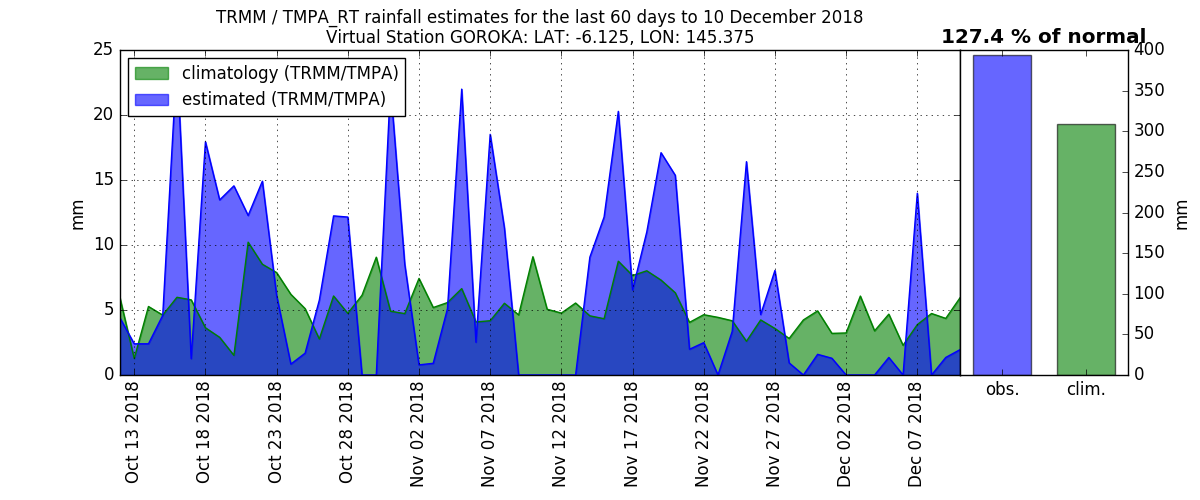 TRMM / TMPA_RT rainfall estimates for the last 60 days to 10 December 2018
Virtual Station GOROKA: LAT: -6.125, LON: 145.375
127.4 % of normal
climatology (TRMM/TMPA)
estimated (TRMM/TMPA)
mm
25
20
15
10
5
0
Oct 13 2018
Oct 18 2018
Oct 23 2018
Oct 28 2018
Nov 02 2018
Nov 07 2018
Nov 12 2018
Nov 17 2018
Nov 22 2018
Nov 27 2018
Dec 02 2018
Dec 07 2018
obs.
clim.
400
350
300
250
200
150
100
50
0
mm